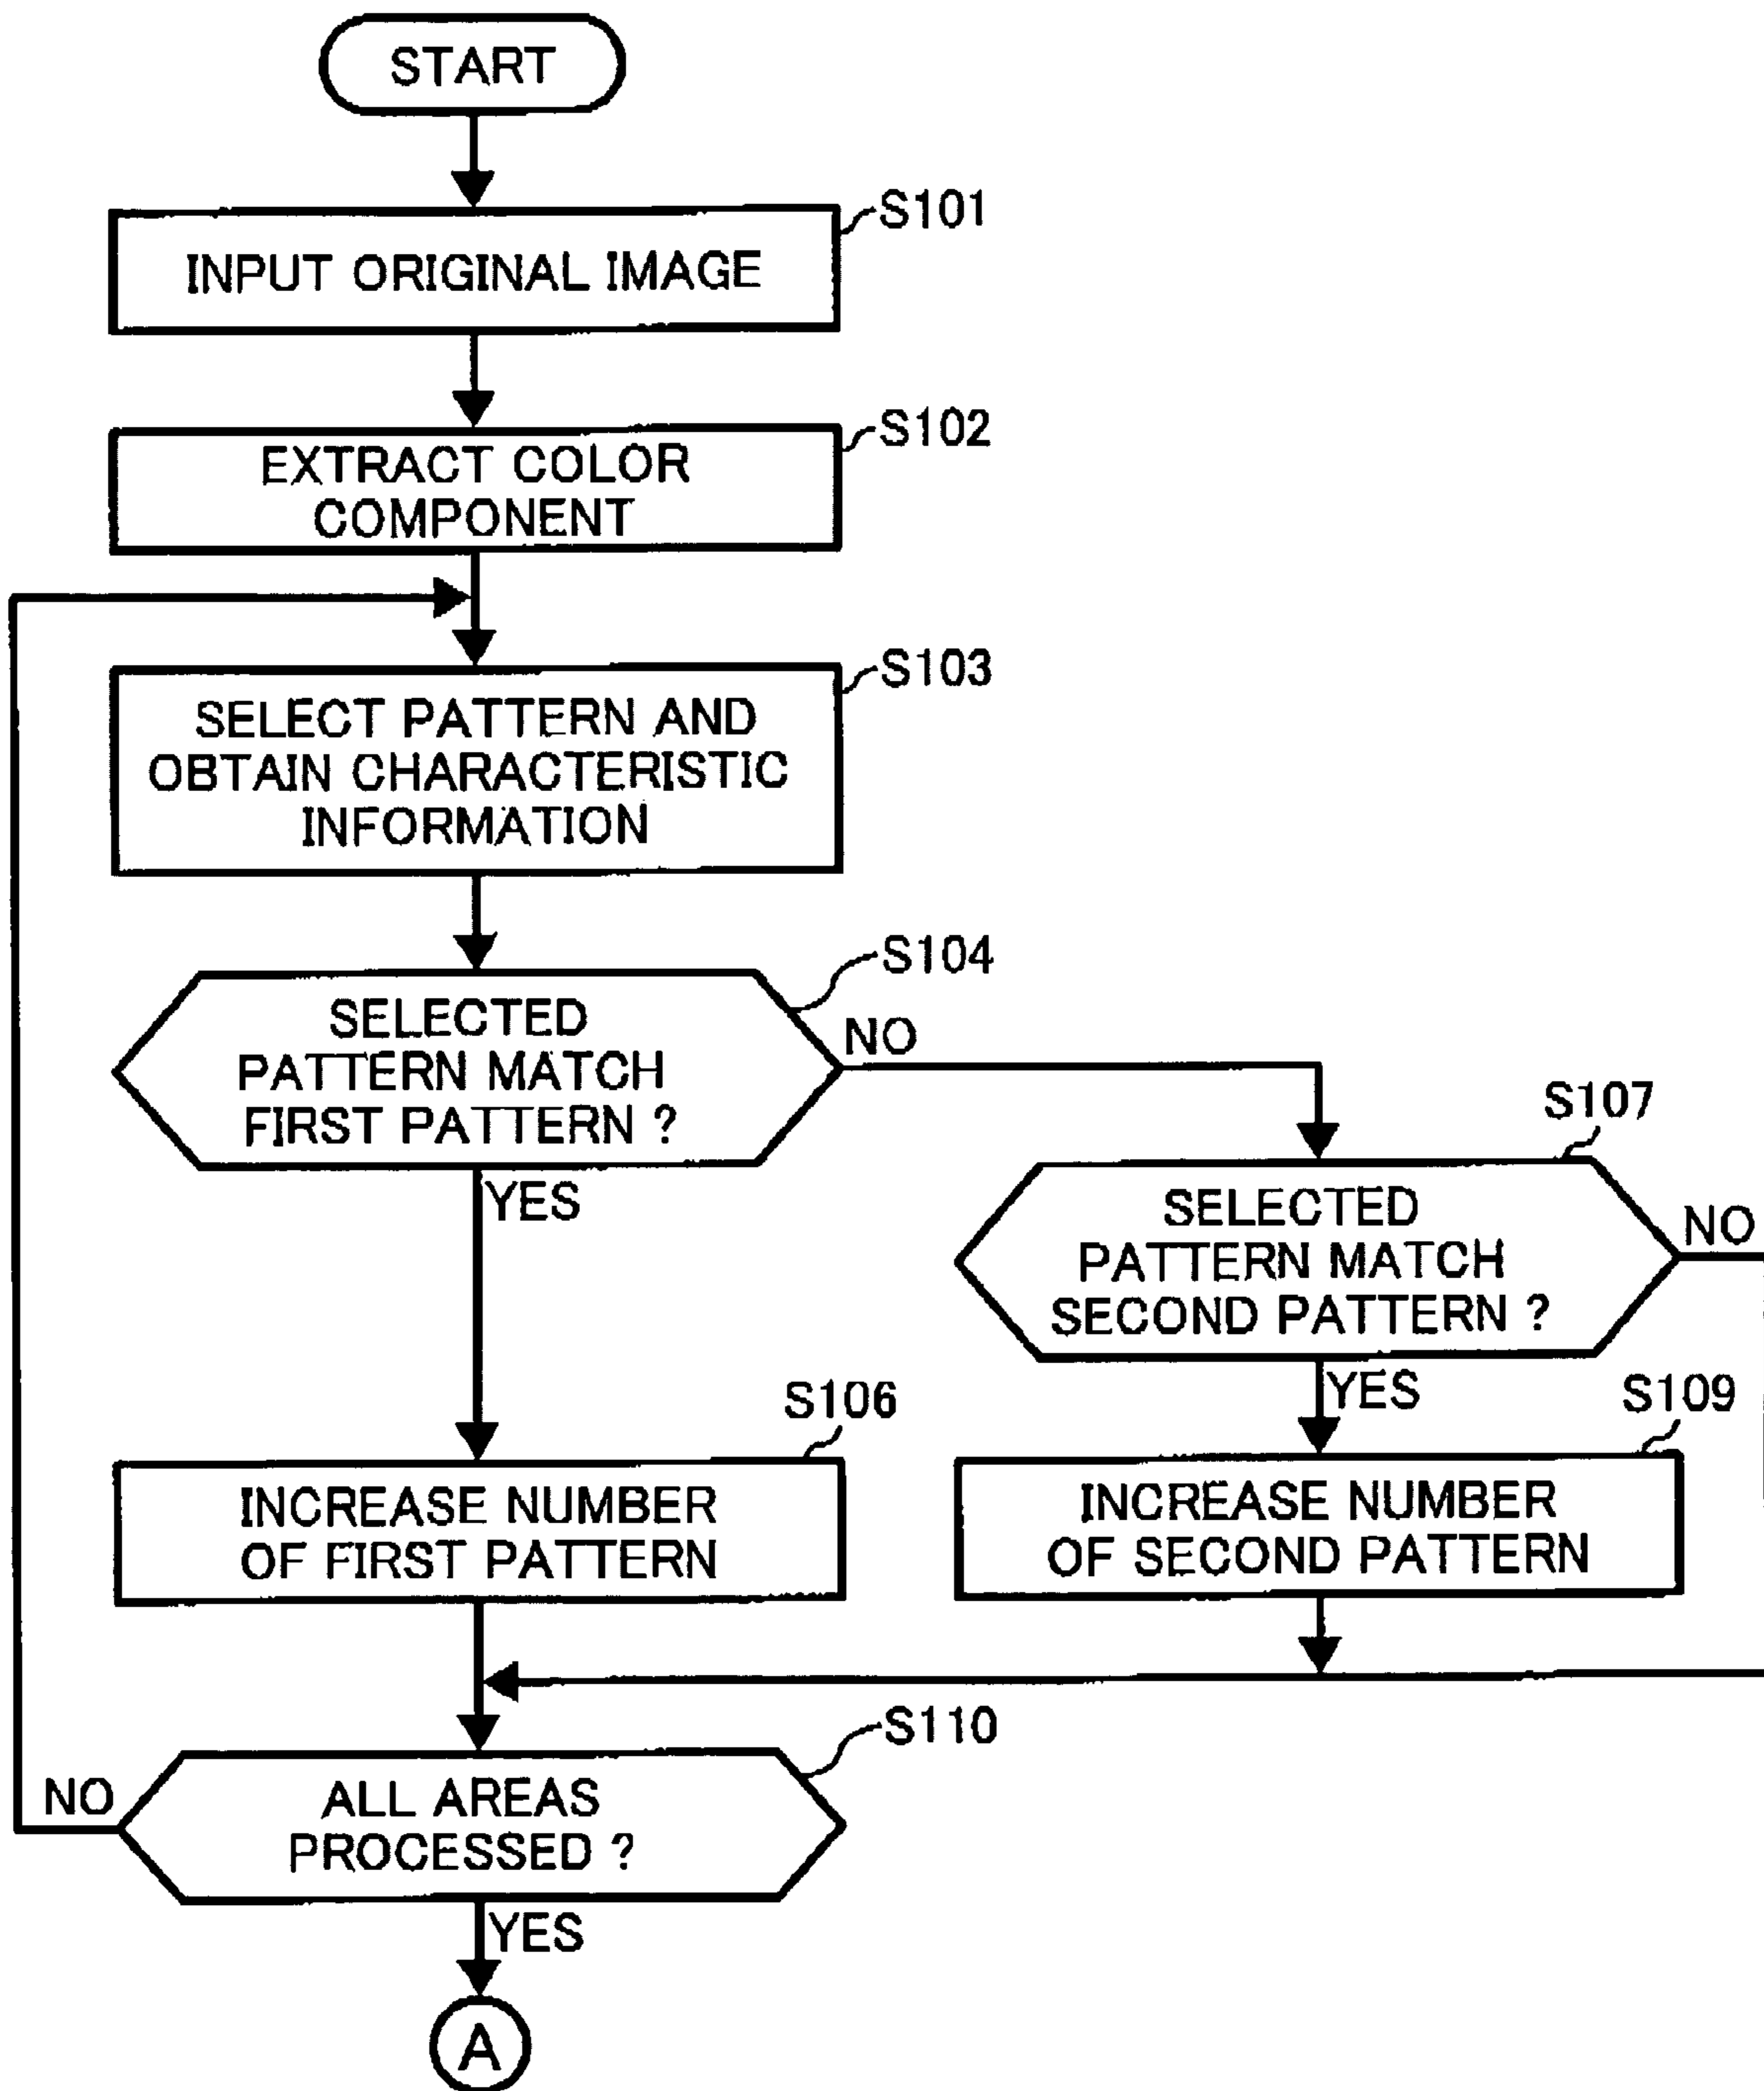 START
S101
INPUT ORIGINAL IMAGE
S102
EXTRACT COLOR
COMPONENT
S103
SELECT PATTERN AND
OBTAIN CHARACTERISTIC
INFORMATION
S104
SELECTED
PATTERN MATCH
FIRST PATTERN ?
NO
YES
S107
SELECTED
PATTERN MATCH
SECOND PATTERN ?
NO
YES
S106
INCREASE NUMBER
OF FIRST PATTERN
S109
INCREASE NUMBER
OF SECOND PATTERN
S110
ALL AREAS
PROCESSED ?
NO
YES
A